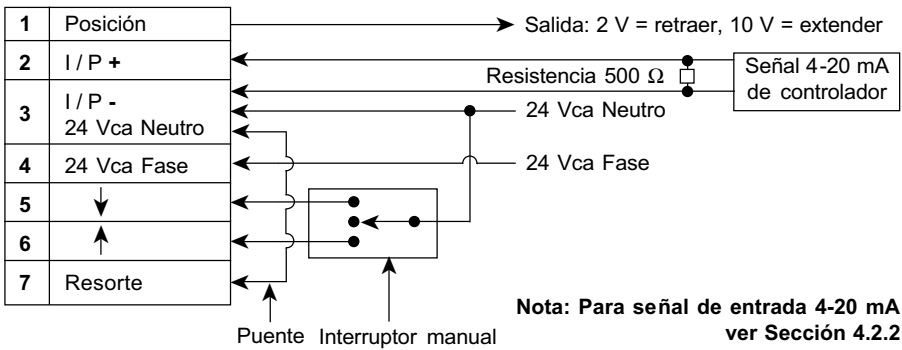 1 Posición
Salida: 2 V = retraer, 10 V = extender
2 I / P +
Resistencia 500 Ω
Señal 4-20 mA
de controlador
3 I / P -
24 Vca Neutro
24 Vca Neutro
4 24 Vca Fase
24 Vca Fase
5
6
7 Resorte
Puente
Interruptor manual
Nota: Para señal de entrada 4-20 mA
ver Sección 4.2.2